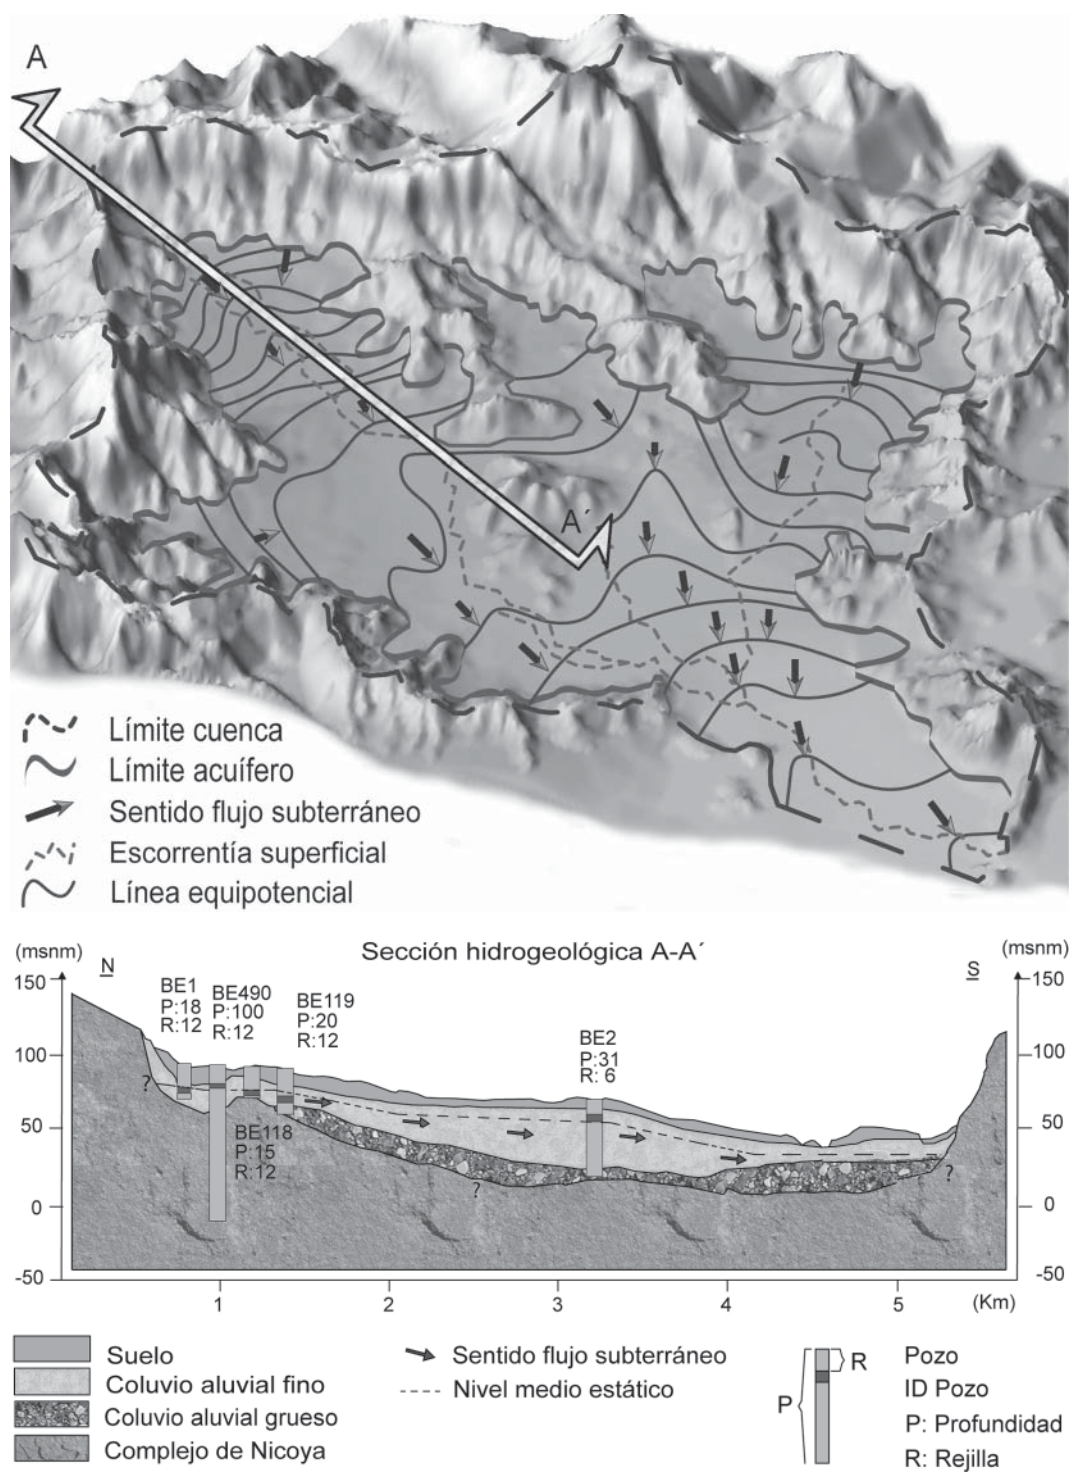 A
A´
Límite cuenca
Límite acuífero
Sentido flujo subterráneo
Escorrentía superficial
Línea equipotencial
Sección hidrogeológica A-A´
(msnm)
(msnm)
N
S
150
100
50
0
-50
150
100
50
0
-50
BE1
P:18
R:12
BE490
P:100
R:12
BE119
P:20
R:12
BE2
P:31
R: 6
BE118
P:15
R:12
?
?
?
1
2
3
4
5
(Km)
Suelo
Coluvio aluvial fino
Coluvio aluvial grueso
Complejo de Nicoya
Sentido flujo subterráneo
Nivel medio estático
P
R
Pozo
ID Pozo
P: Profundidad
R: Rejilla